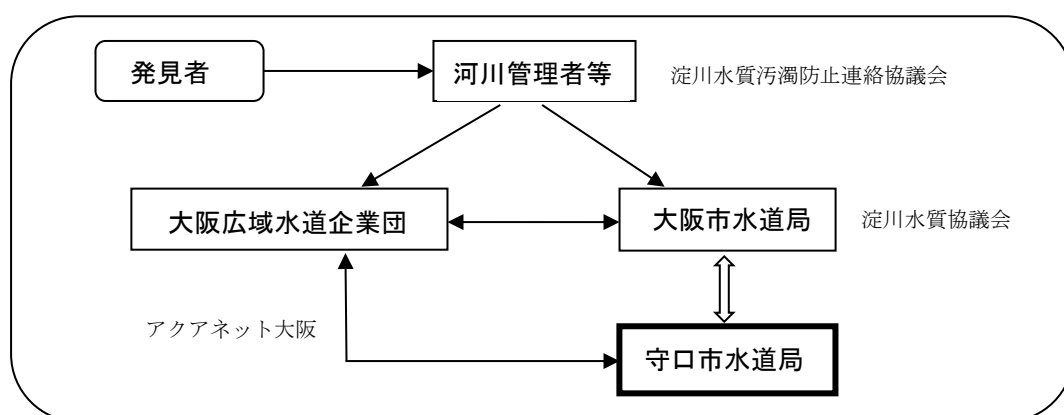 発見者
河川管理者等
淀川水質汚濁防止連絡協議会
大阪広域水道企業団
大阪市水道局
淀川水質協議会
アクアネット大阪
守口市水道局